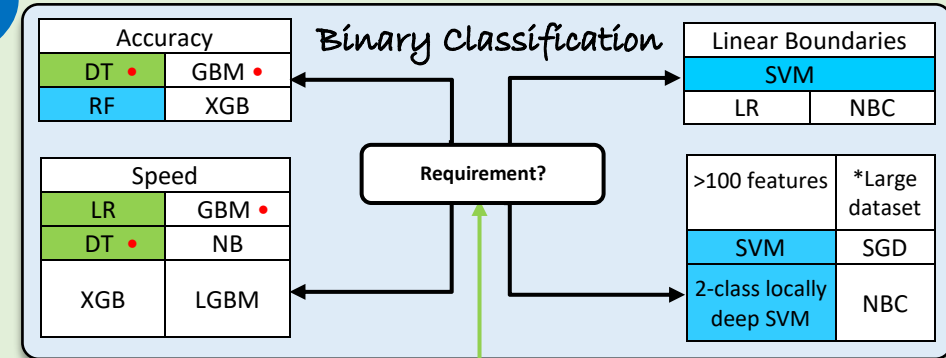 Binary Classification
Accuracy
DT • GBM •
RF XGB
Linear Boundaries
SVM
LR NBC
Requirement?
Speed
LR GBM •
DT • NB
XGB LGBM
>100 features *Large
dataset
SVM SGD
2-class locally
deep SVM NBC